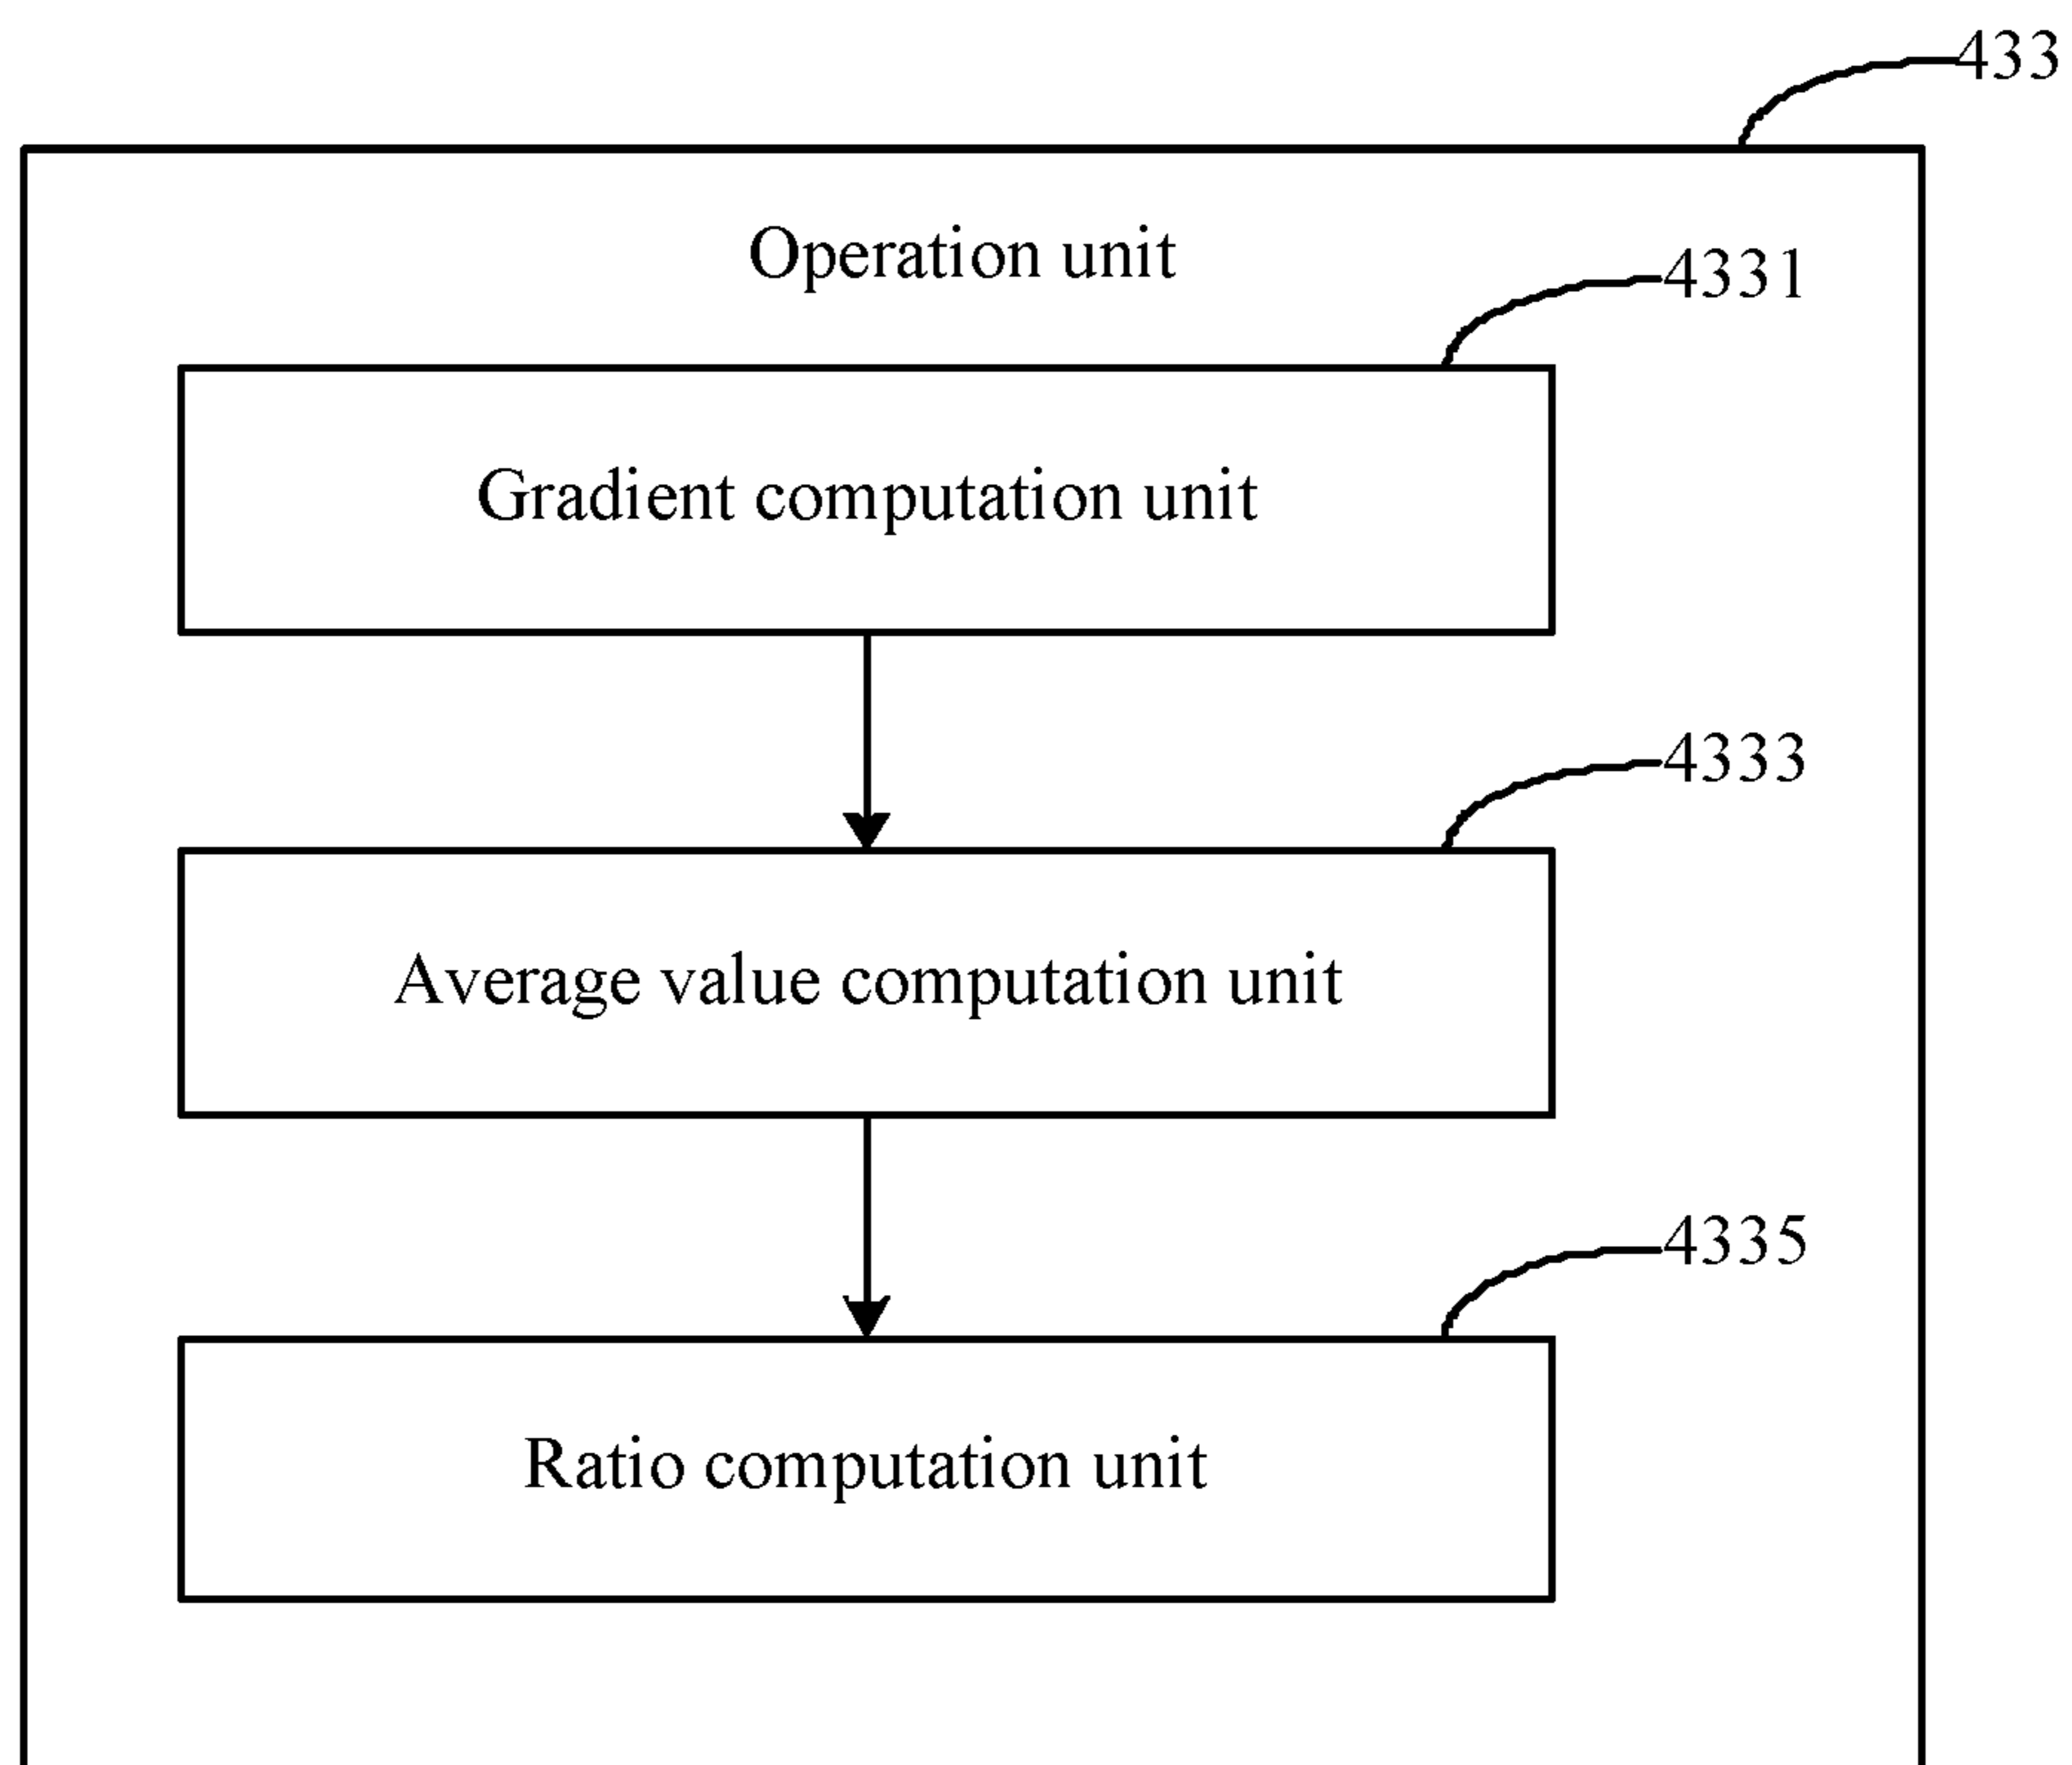 433
Operation unit
4331
Gradient computation unit
4333
Average value computation unit
4335
Ratio computation unit